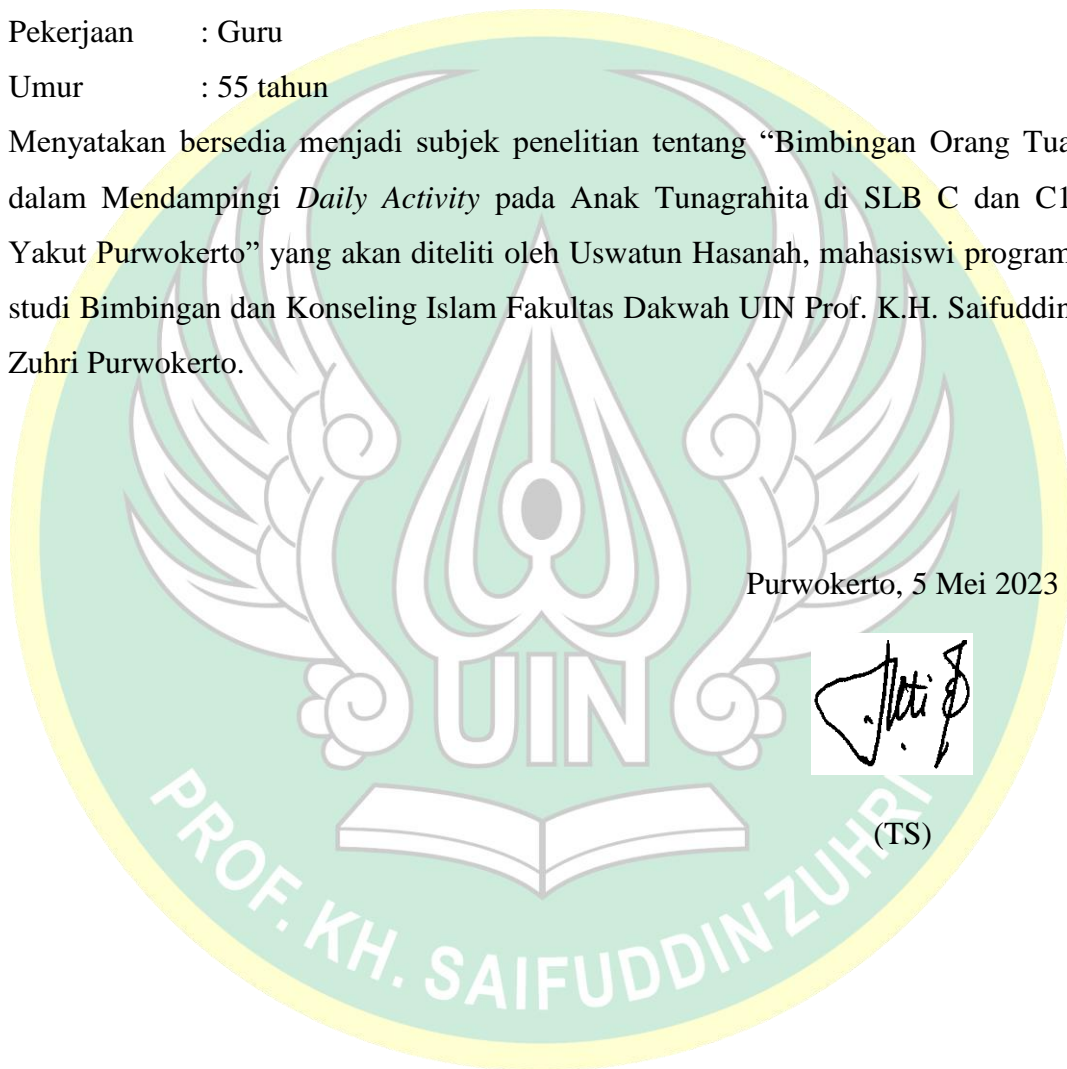 Pekerjaan : Guru
Umur : 55 tahun
Menyatakan bersedia menjadi subjek penelitian tentang “Bimbingan Orang Tua
dalam Mendampingi Daily Activity pada Anak Tunagrahita di SLB C dan C1
Yakut Purwokerto” yang akan diteliti oleh Uswatun Hasanah, mahasiswi program
studi Bimbingan dan Konseling Islam Fakultas Dakwah UIN Prof. K.H. Saifuddin
Zuhri Purwokerto.
Purwokerto, 5 Mei 2023
(TS)
UIN
PROF. KH. SAIFUDDIN ZUHRI